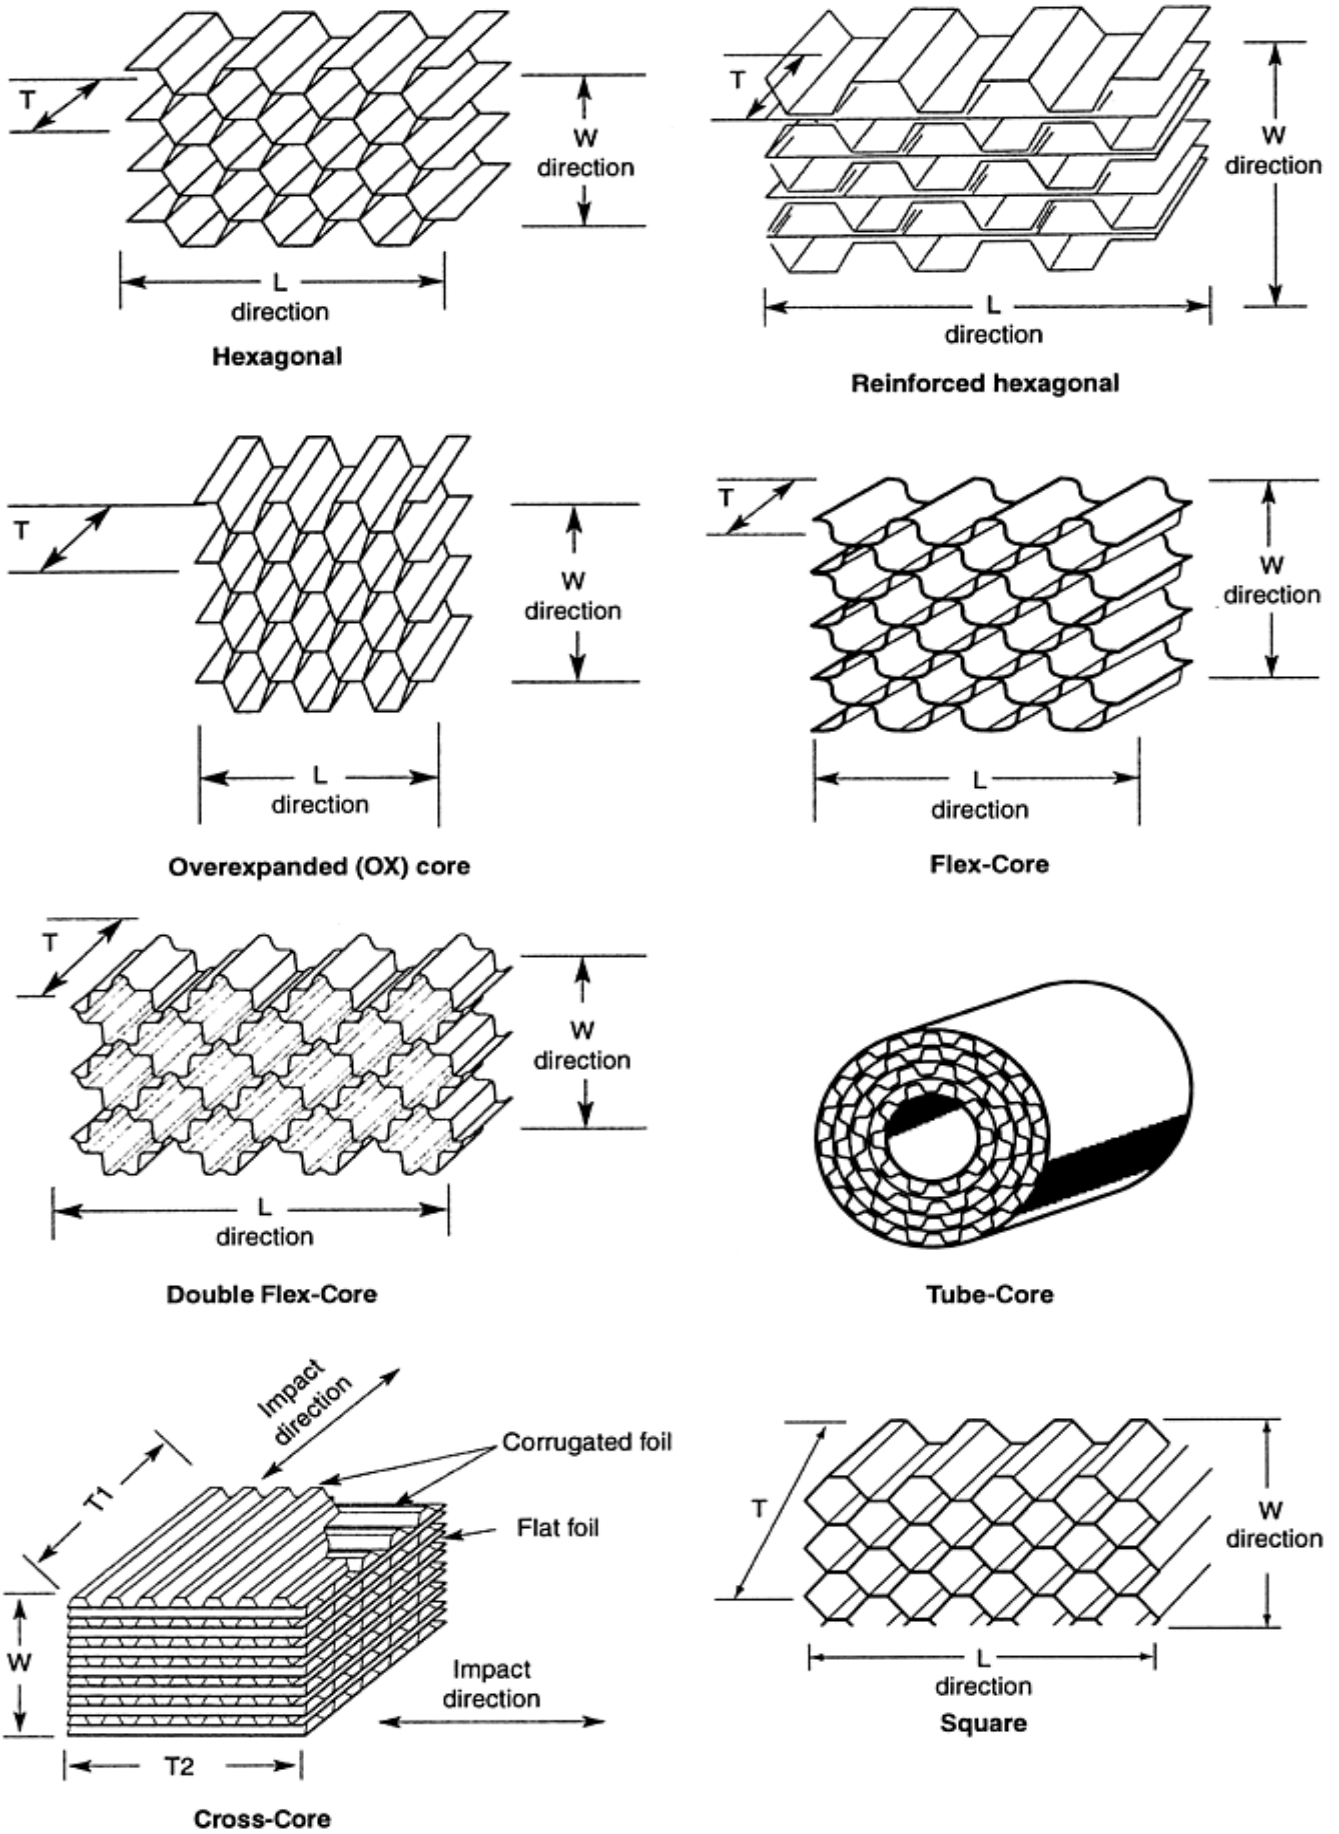 T
W
direction
L
direction
Hexagonal
T
W
direction
L
direction
Reinforced hexagonal
T
W
direction
L
direction
Overexpanded (OX) core
T
W
direction
L
direction
Flex-Core
T
W
direction
L
direction
Double Flex-Core
Tube-Core
Impact
direction
Corrugated foil
T1
Flat foil
W
Impact
direction
T2
Cross-Core
T
W
direction
L
direction
Square